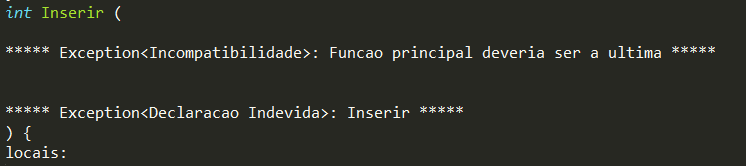 int Inserir (
***** Exception<Incompatibilidade>: Funcao principal deveria ser a ultima *****
***** Exception<Declaracao Indevida>: Inserir *****
) {
locais: